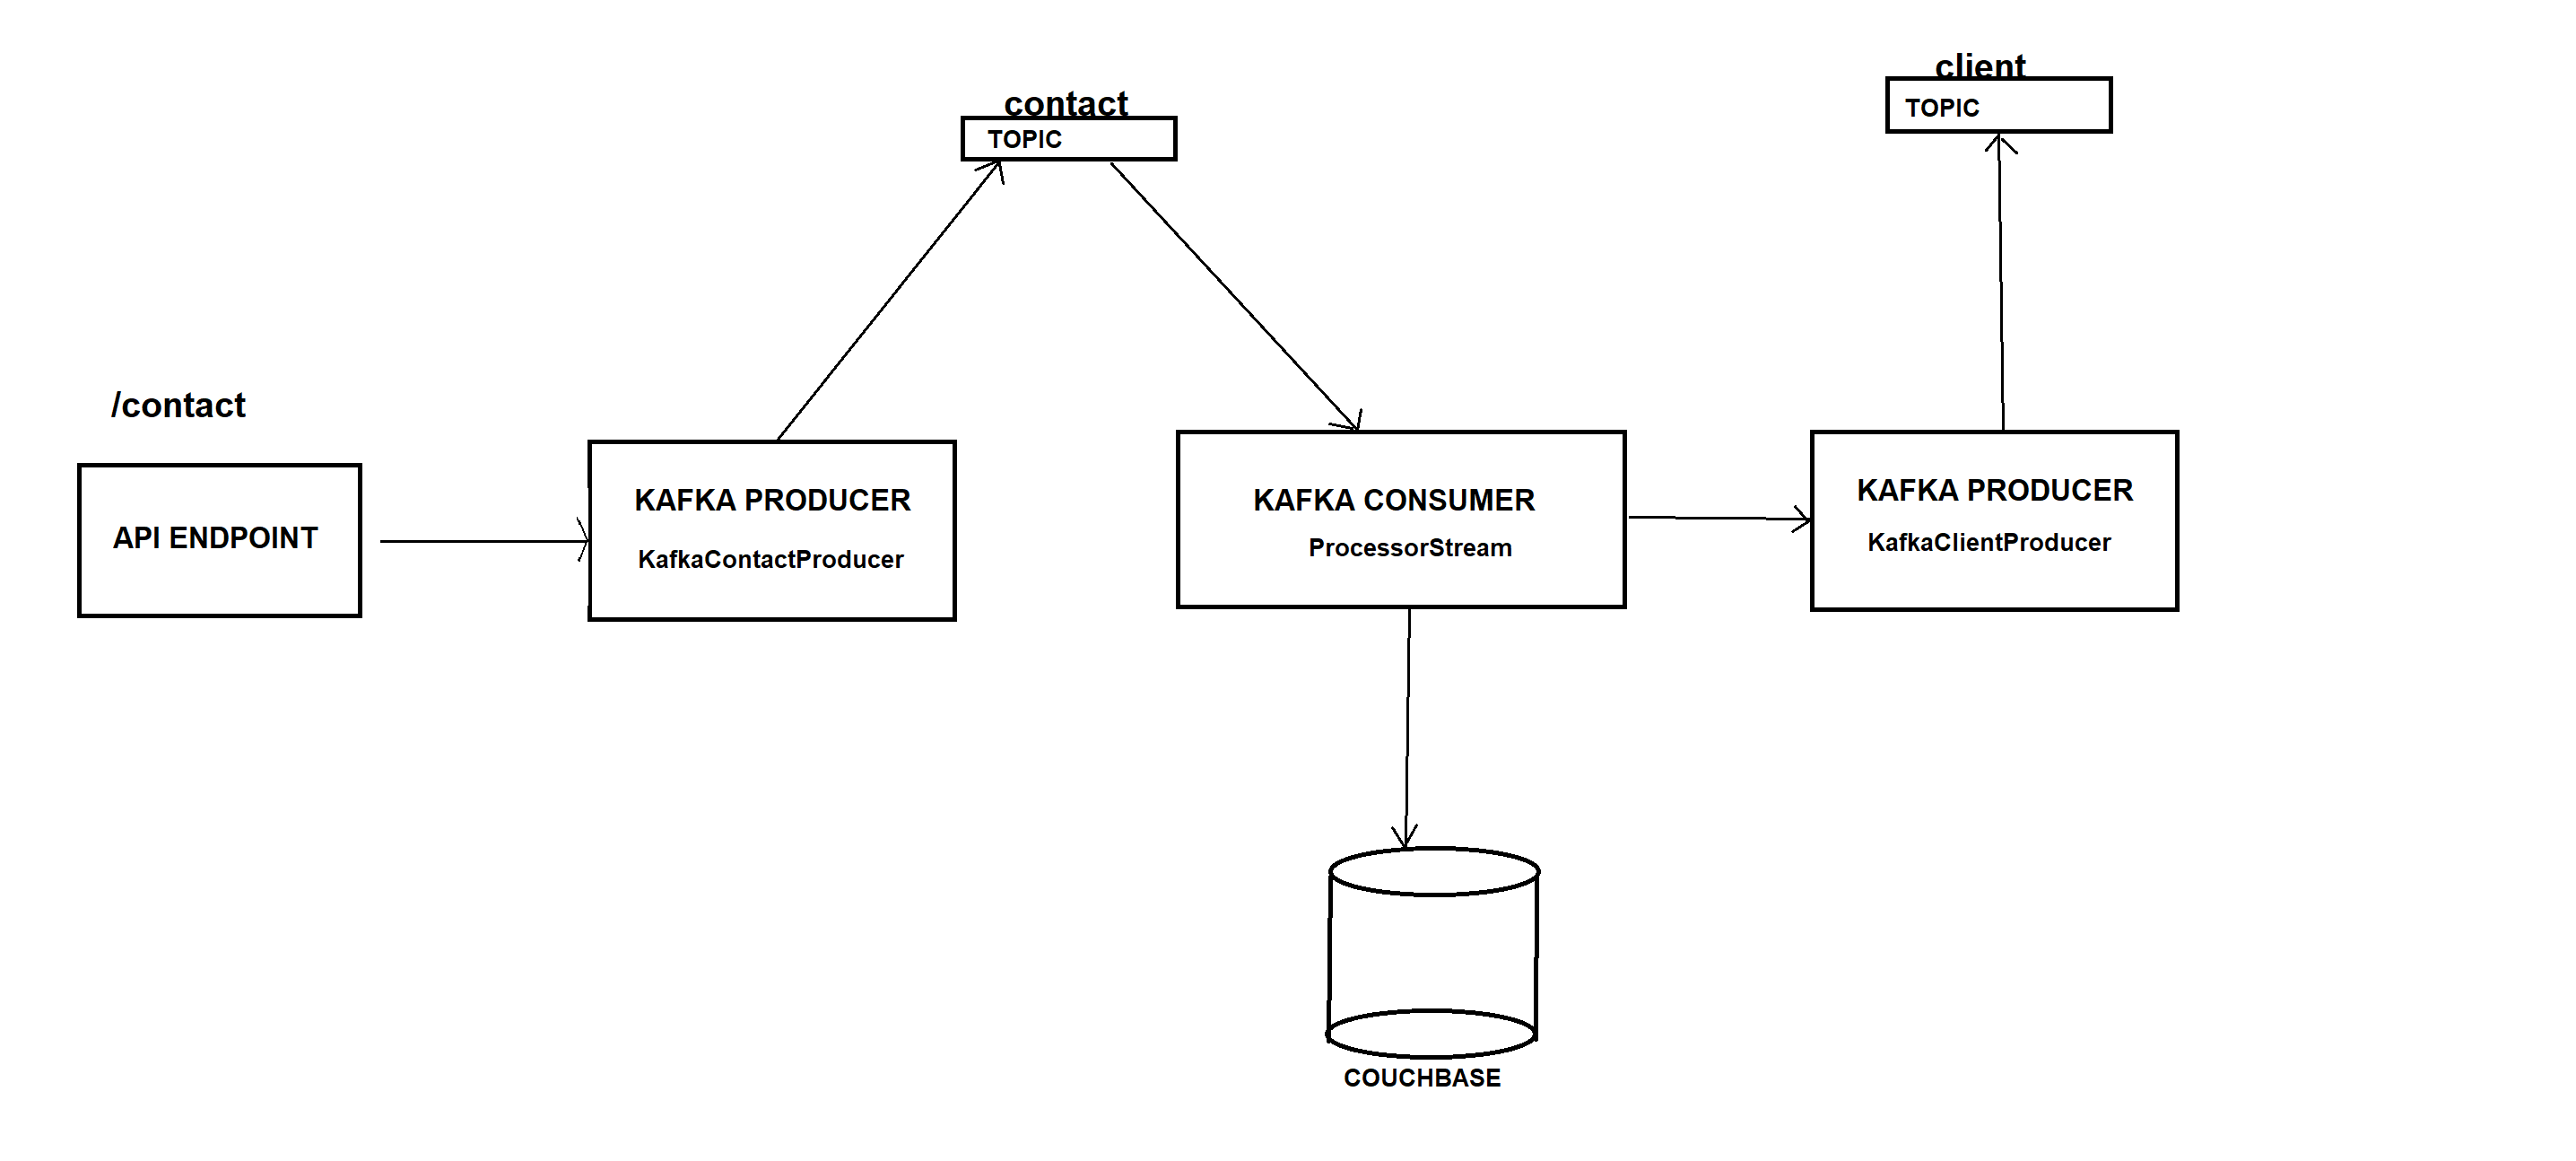 client
TOPIC
contact
TOPIC
/contact
API ENDPOINT
KAFKA PRODUCER
KafkaContactProducer
KAFKA CONSUMER
ProcessorStream
KAFKA PRODUCER
KafkaClientProducer
COUCHBASE